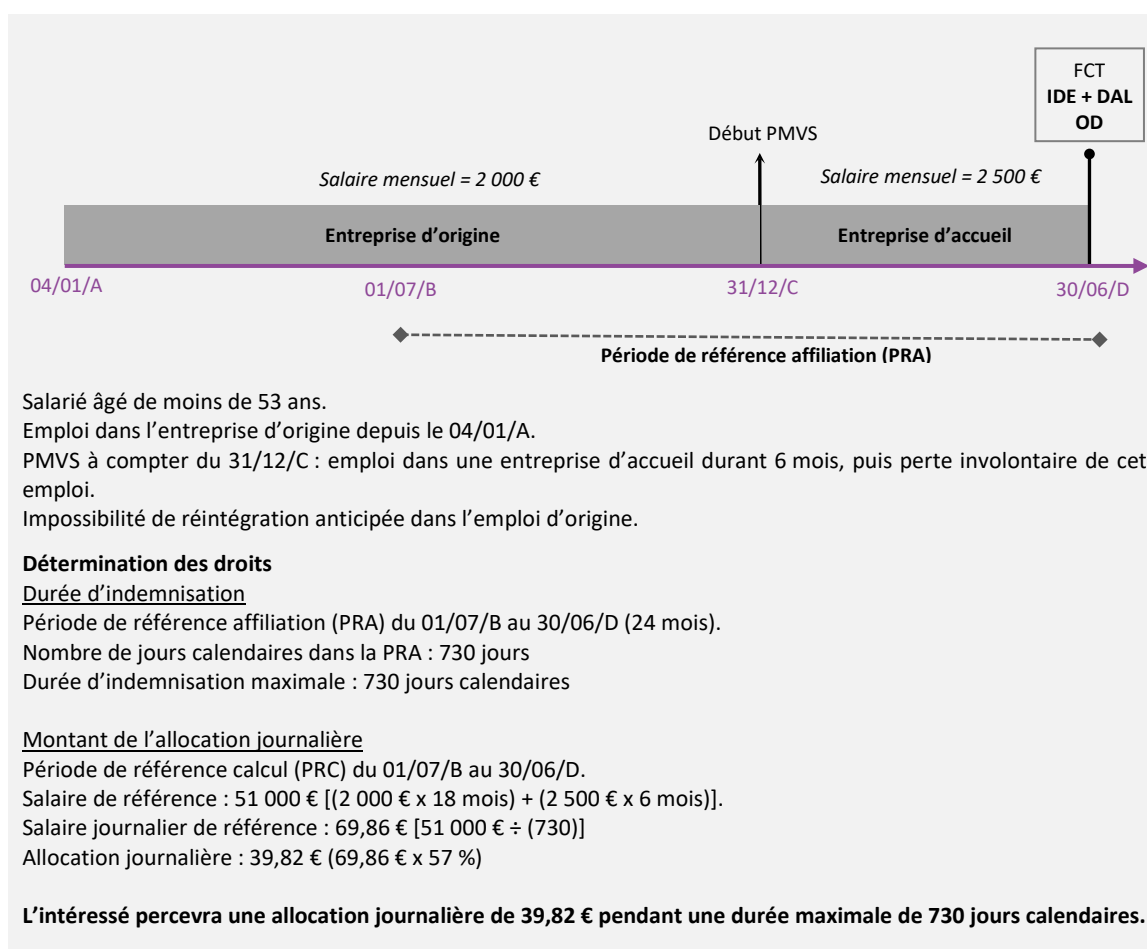 FCT
IDE + DAL
OD
Début PMVS
Salaire mensuel = 2 000 €
Salaire mensuel = 2 500 €
Entreprise d’origine
Entreprise d’accueil
04/01/A
01/07/B
31/12/C
30/06/D
Période de référence affiliation (PRA)
Salarié âgé de moins de 53 ans.
Emploi dans l’entreprise d’origine depuis le 04/01/A.
PMVS à compter du 31/12/C : emploi dans une entreprise d’accueil durant 6 mois, puis perte involontaire de cet
emploi.
Impossibilité de réintégration anticipée dans l’emploi d’origine.
Détermination des droits
Durée d’indemnisation
Période de référence affiliation (PRA) du 01/07/B au 30/06/D (24 mois).
Nombre de jours calendaires dans la PRA : 730 jours
Durée d’indemnisation maximale : 730 jours calendaires
Montant de l’allocation journalière
Période de référence calcul (PRC) du 01/07/B au 30/06/D.
Salaire de référence : 51 000 € [(2 000 € x 18 mois) + (2 500 € x 6 mois)].
Salaire journalier de référence : 69,86 € [51 000 € ÷ (730)]
Allocation journalière : 39,82 € (69,86 € x 57 %)
L’intéressé percevra une allocation journalière de 39,82 € pendant une durée maximale de 730 jours calendaires.